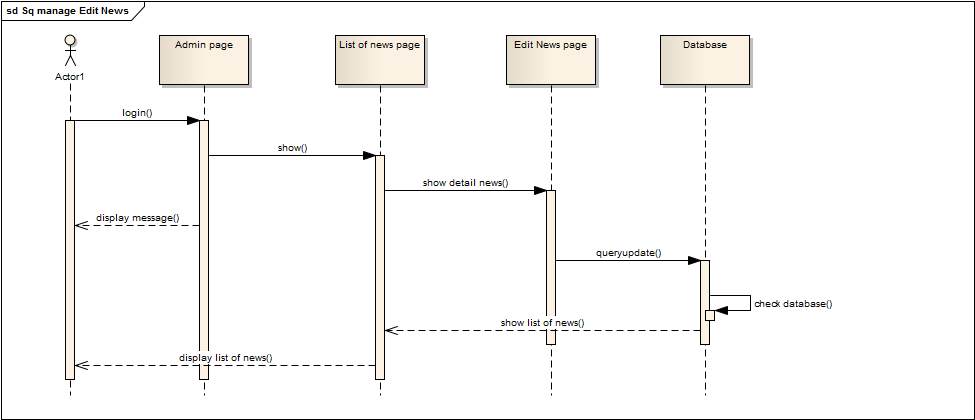 sd Sq manage Edit News
Actor1
Admin page
List of news page
Edit News page
Database
login()
show()
show detail news()
display message()
queryupdate()
check database()
show list of news()
display list of news()